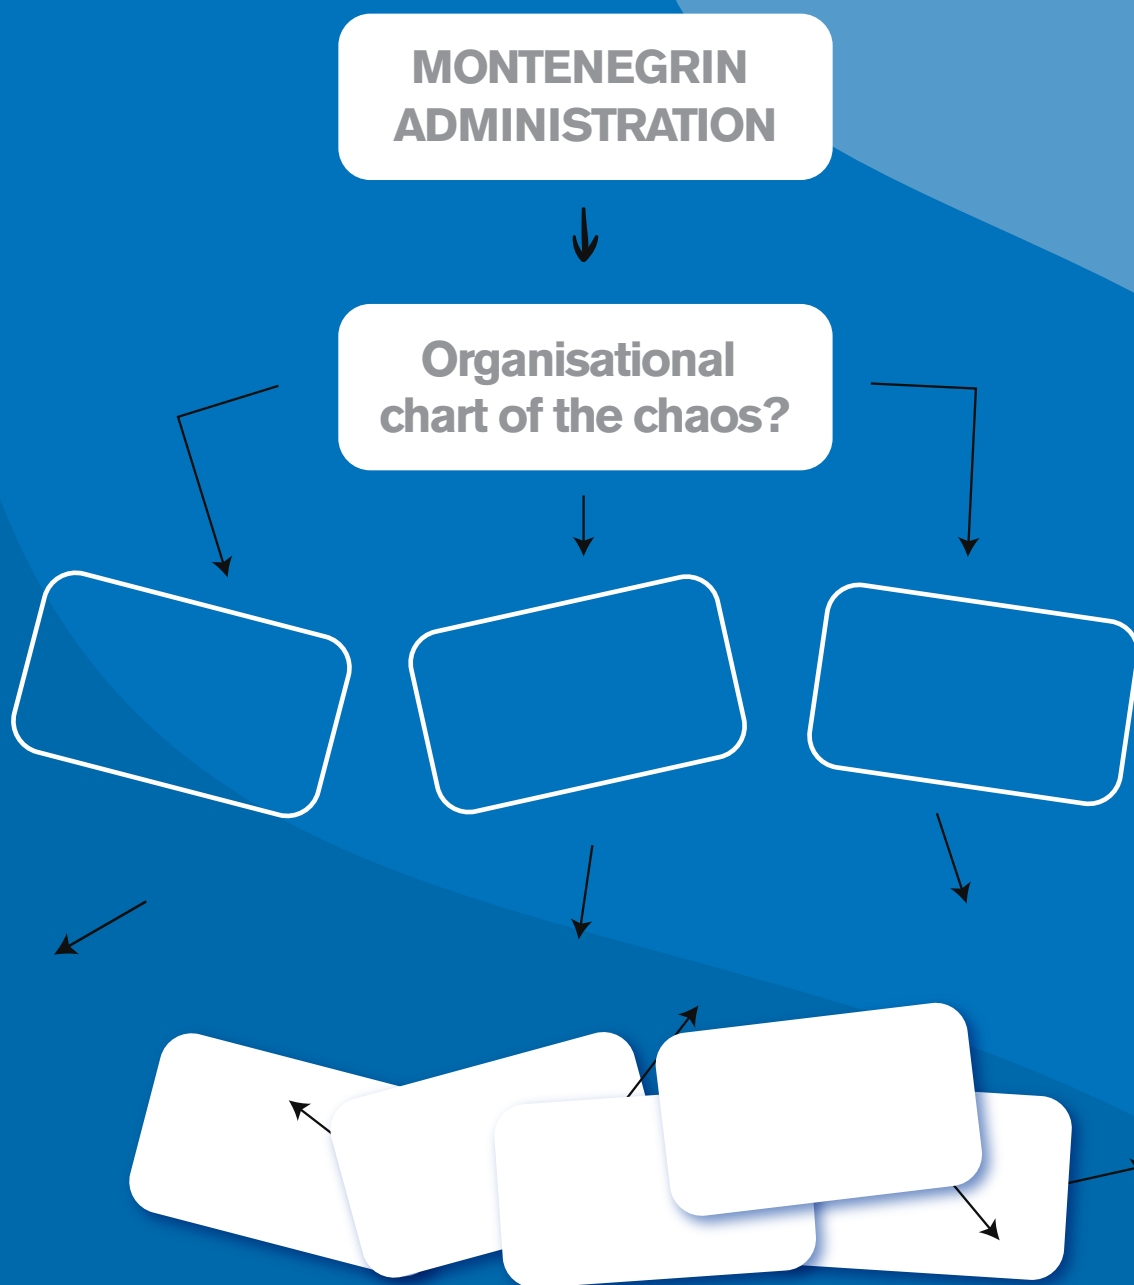 MONTENEGRIN
ADMINISTRATION
Organisational
chart of the chaos?